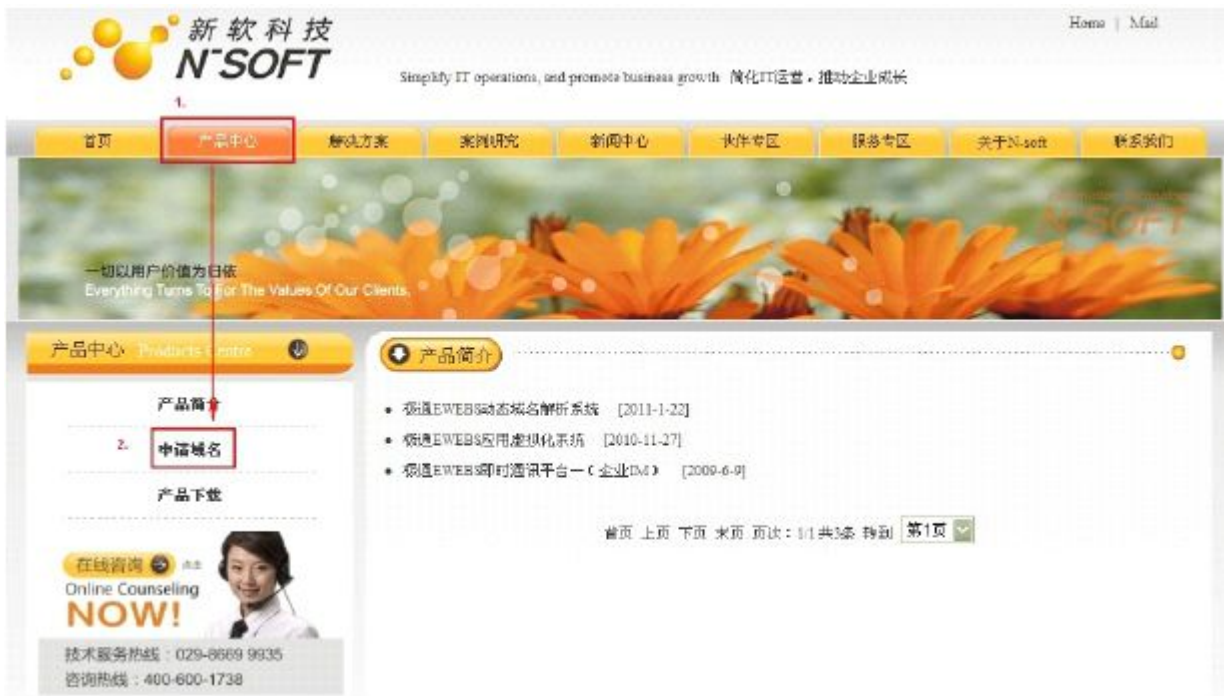 新软科技
N-SOFT
Home | Mail
Simplify IT operations, and promote business growth 简化IT运营,推动企业成长
1.
首页 产品中心 解决方案 案例研究 新闻中心 伙伴专区 服务专区 关于N-soft 联系我们
N-SOFT
一切以用户价值为归依
Everything Turns To For The Values Of Our Clients.
产品中心 Products Centre
产品简介
2. 申请域名
产品下载
在线咨询 点击
Online Counseling
NOW!
技术服务热线:029-8669 9935
咨询热线:400-600-1738
产品简介
极通EWEBS动态域名解析系统 [2011-1-22]
极通EWEBS应用虚拟化系统 [2010-11-27]
极通EWEBS即时通讯平台—(企业IM) [2009-6-9]
首页 上页 下页 末页 页次:1/1 共3条 转到 第1页